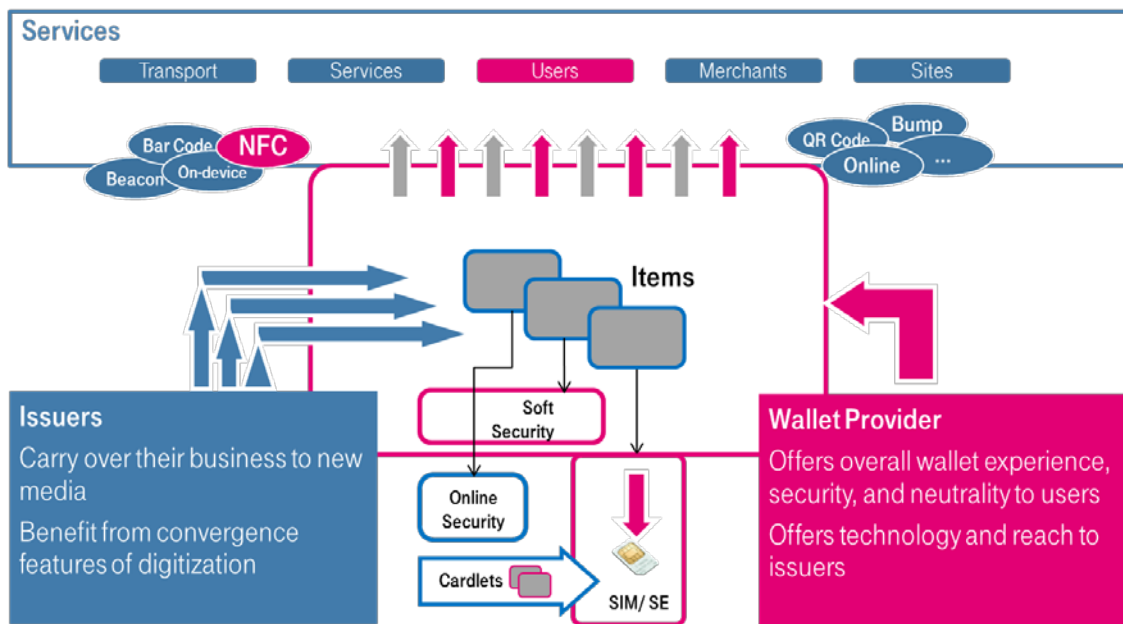 Services
Transport
Services
Users
Merchants
Sites
Bar Code
NFC
Beacon
On-device
QR Code
Bump
Online
...
Items
Issuers
Carry over their business to new
media
Benefit from convergence
features of digitization
Soft
Security
Online
Security
Cardlets
SIM/ SE
Wallet Provider
Offers overall wallet experience,
security, and neutrality to users
Offers technology and reach to
issuers